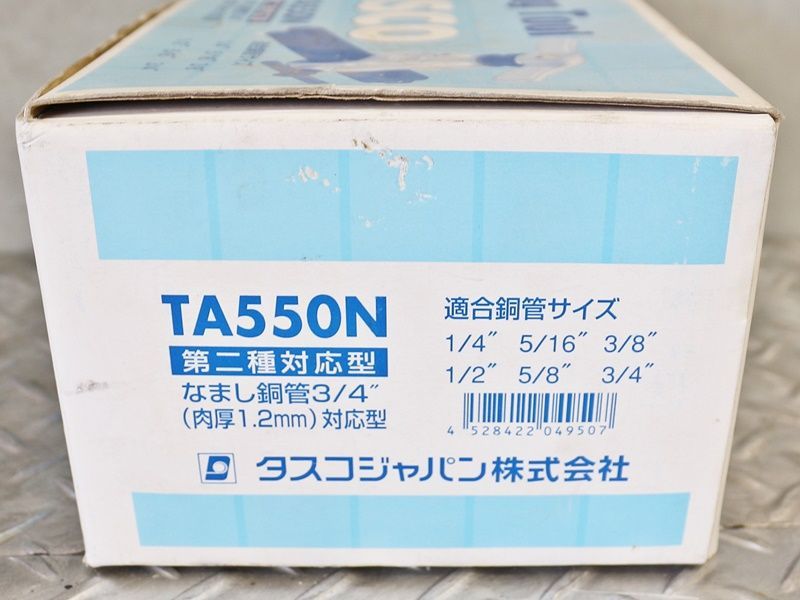 TA550N
第二種対応型
なまし銅管3/4″
(肉厚1.2mm)対応型
適合銅管サイズ
1/4″ 5/16″ 3/8″
1/2″ 5/8″ 3/4″
4 528422 049507
タスコジャパン株式会社